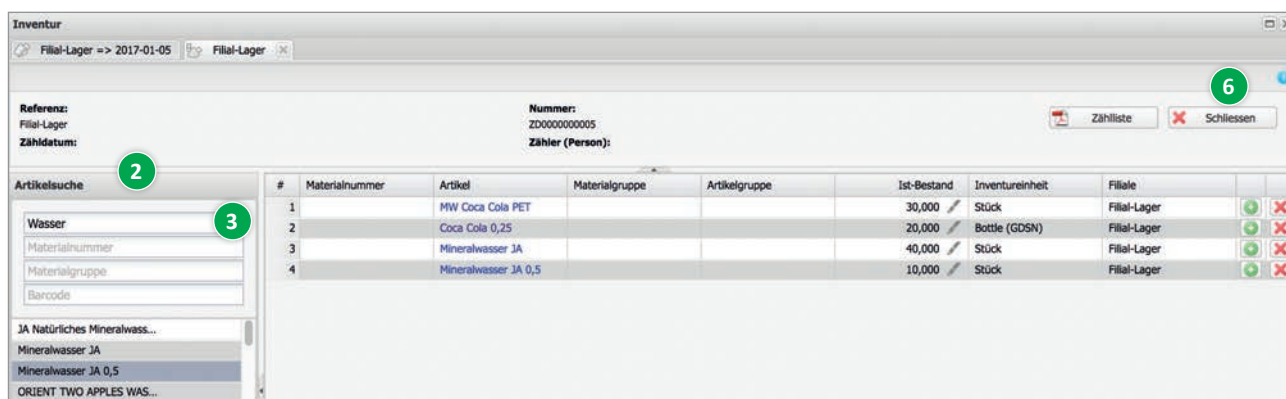 Inventur
Filial-Lager => 2017-01-05 Filial-Lager
6
Referenz: Nummer:
Filial-Lager ZD0000000005 Zählliste Schliessen
Zähldatum: Zähler (Person):
2
Artikelsuche # Materialnummer Artikel Materialgruppe Artikelgruppe Ist-Bestand Inventureinheit Filiale
1 MW Coca Cola PET 30,000 Stück Filial-Lager
Wasser 3 2 Coca Cola 0,25 20,000 Bottle (GDSN) Filial-Lager
Materialnummer 3 Mineralwasser JA 40,000 Stück Filial-Lager
Materialgruppe 4 Mineralwasser JA 0,5 10,000 Stück Filial-Lager
Barcode
JA Natürliches Mineralwass...
Mineralwasser JA
Mineralwasser JA 0,5
ORIENT TWO APPLES WAS...